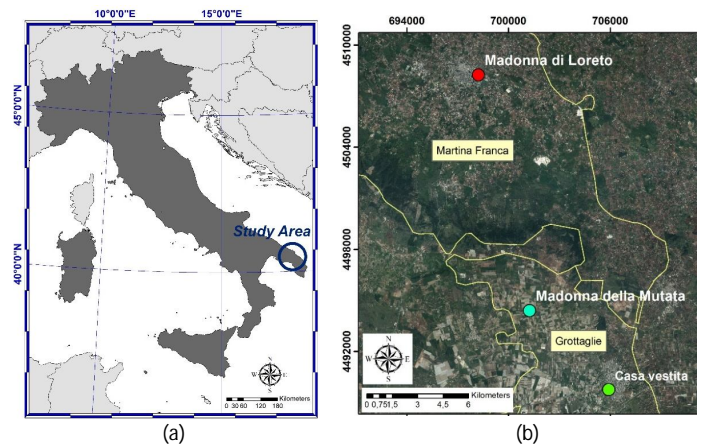 10°0'0"E
15°0'0"E
45°0'0"N
40°0'0"N
Study Area
N
W
E
S
Kilometers
0 30 60 120 180
(a)
694000
700000
706000
4510000
4504000
4498000
4492000
Madonna di Loreto
Martina Franca
Madonna della Mutata
Grottaglie
Casa vestita
N
W
E
S
Kilometers
0 0,751,5 3 4,5 6
(b)